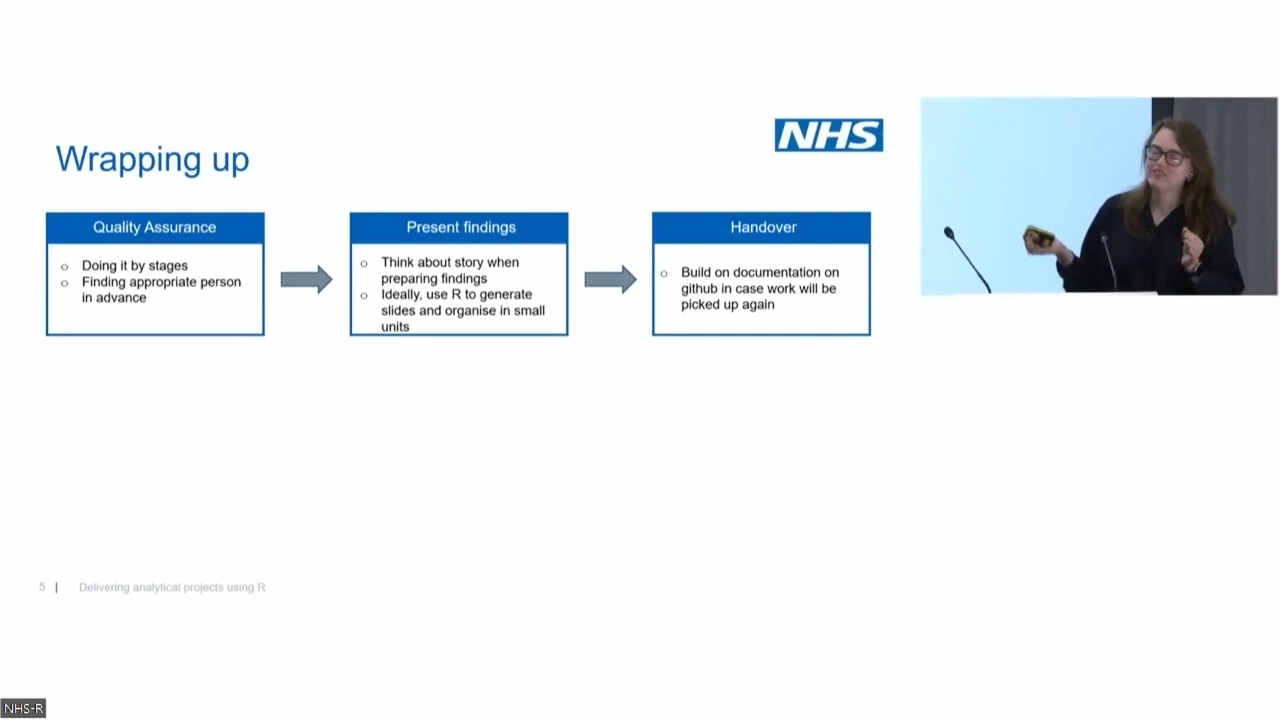 Wrapping up
NHS
Quality Assurance
○ Doing it by stages
○ Finding appropriate person
in advance
Present findings
○ Think about story when
preparing findings
○ Ideally, use R to generate
slides and organise in small
units
Handover
○ Build on documentation on
github in case work will be
picked up again
5 | Delivering analytical projects using R
NHS-R